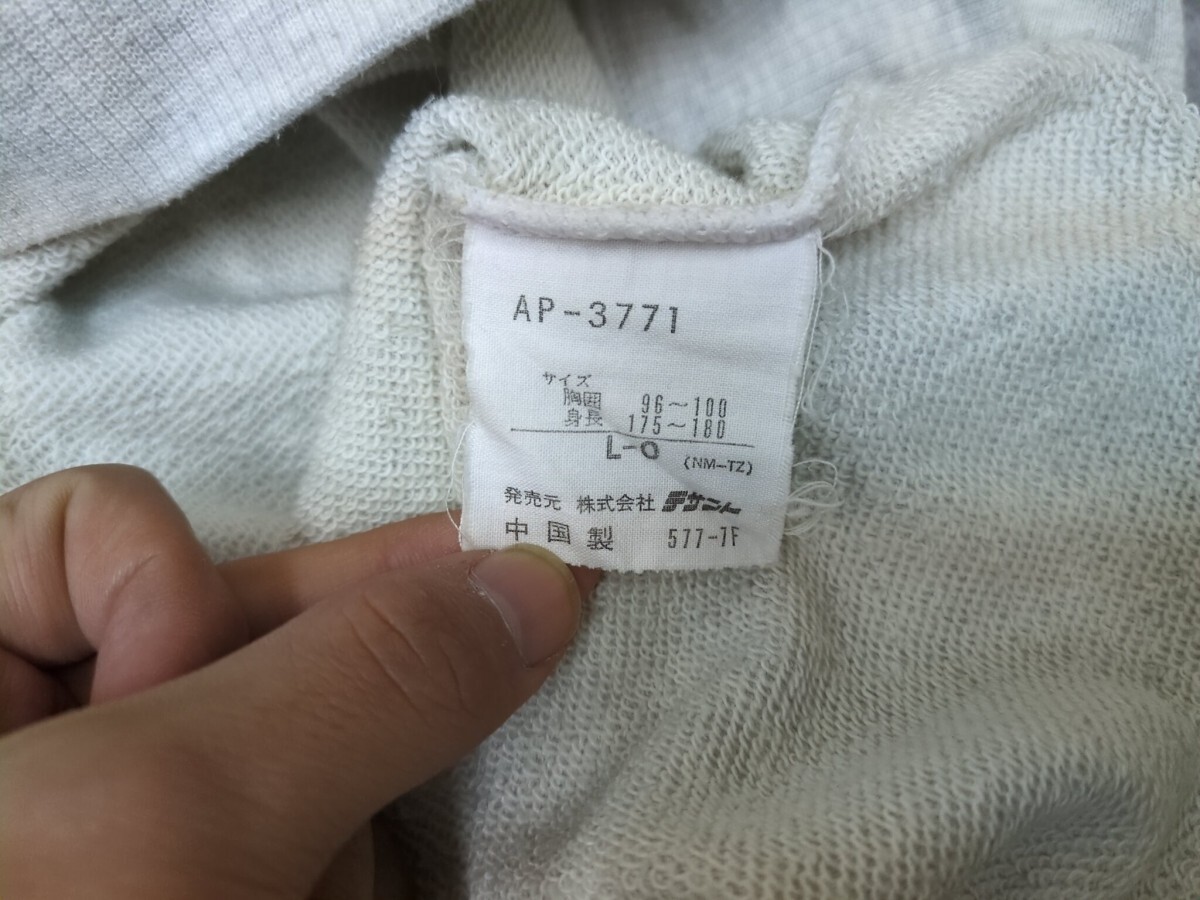 AP-3771
サイズ
胸囲 96〜100
身長 175〜180
L-O (NM-TZ)
発売元 株式会社 デサント
中国製 577-1F